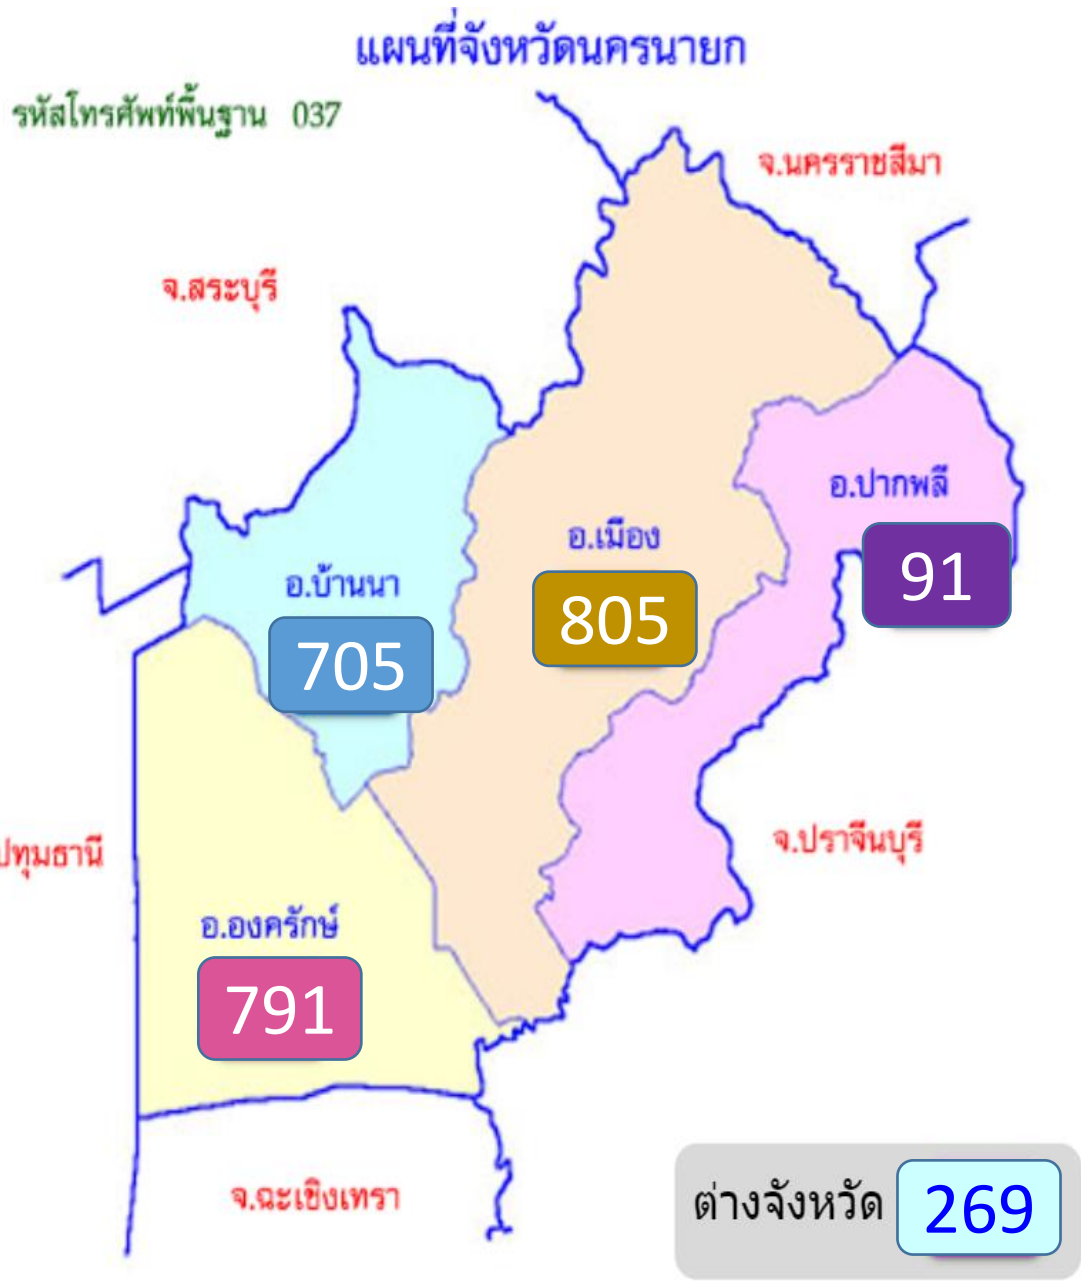 แผนที่จังหวัดนครนายก
รหัสโทรศัพท์พื้นฐาน 037
จ.นครราชสีมา
จ.สระบุรี
อ.ปากพลี
91
อ.เมือง
805
อ.บ้านนา
705
ปทุมธานี
จ.ปราจีนบุรี
อ.องครักษ์
791
จ.ฉะเชิงเทรา
ต่างจังหวัด 269